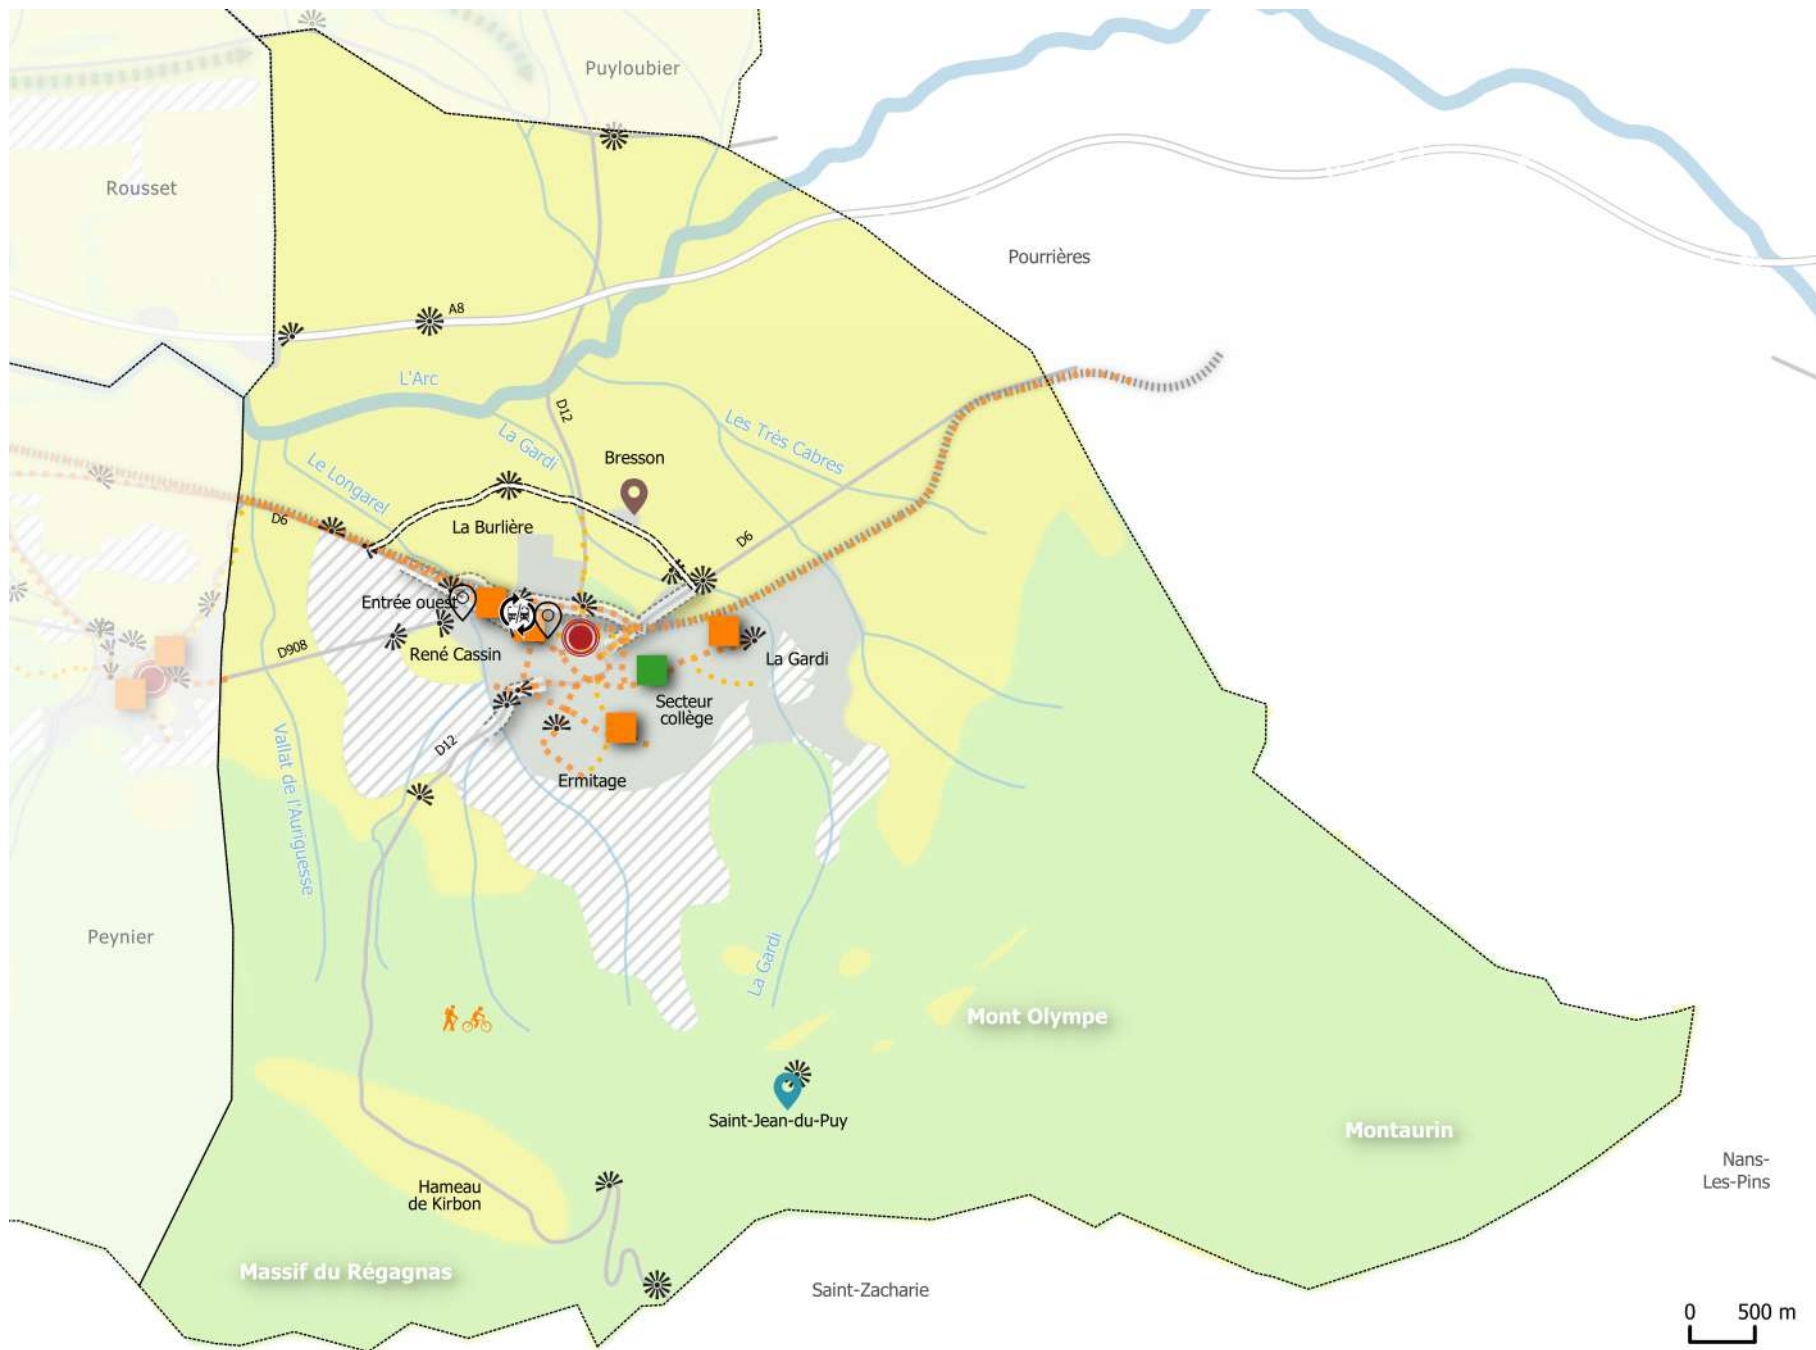 Puyloubier
Rousset
Pourrières
A8
L'Arc
D12
La Gardi
Les Très Cabres
Bresson
Le Longarel
D6
La Burlière
D6
Entrée ouest
D908
René Cassin
La Gardi
Secteur
collège
D12
Ermitage
Vallat de l'Auriguesse
Peynier
La Gardi
Mont Olympe
Saint-Jean-du-Puy
Montaurin
Nans-
Les-Pins
Hameau
de Kirbon
Massif du Régagnas
Saint-Zacharie
0 500 m